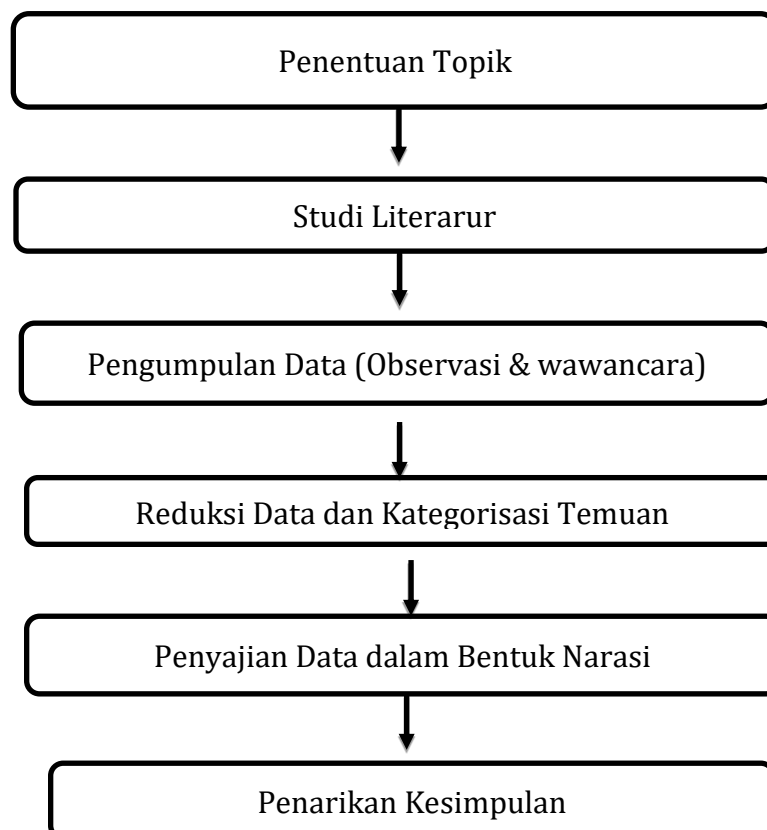 Penentuan Topik
Studi Literarur
Pengumpulan Data (Observasi & wawancara)
Reduksi Data dan Kategorisasi Temuan
Penyajian Data dalam Bentuk Narasi
Penarikan Kesimpulan